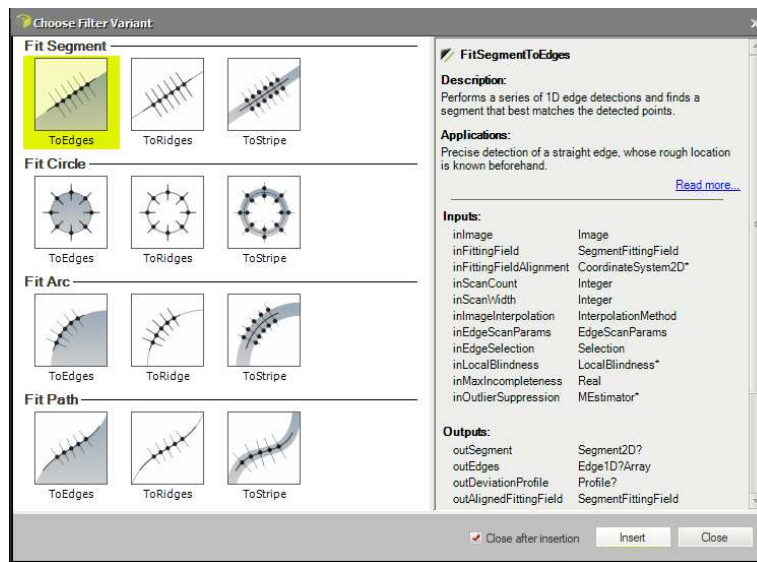 Choose Filter Variant
Fit Segment
ToEdges
ToRidges
ToStripe
Fit Circle
ToEdges
ToRidges
ToStripe
Fit Arc
ToEdges
ToRidge
ToStripe
Fit Path
ToEdges
ToRidges
ToStripe
FitSegmentToEdges
Description:
Performs a series of 1D edge detections and finds a
segment that best matches the detected points.
Applications:
Precise detection of a straight edge, whose rough location
is known beforehand.
Read more...
Inputs:
inImage Image
inFittingField SegmentFittingField
inFittingFieldAlignment CoordinateSystem2D*
inScanCount Integer
inScanWidth Integer
inImageInterpolation InterpolationMethod
inEdgeScanParams EdgeScanParams
inEdgeSelection Selection
inLocalBlindness LocalBlindness*
inMaxIncompleteness Real
inOutlierSuppression MEstimator*
Outputs:
outSegment Segment2D?
outEdges Edge1D?Array
outDeviationProfile Profile?
outAlignedFittingField SegmentFittingField
Close after insertion
Insert
Close